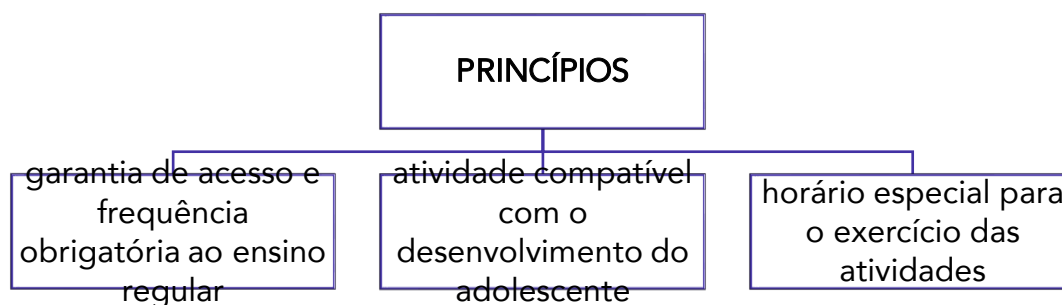 PRINCÍPIOS
garantia de acesso e
frequência
obrigatória ao ensino
regular
atividade compatível
com o
desenvolvimento do
adolescente
horário especial para
o exercício das
atividades